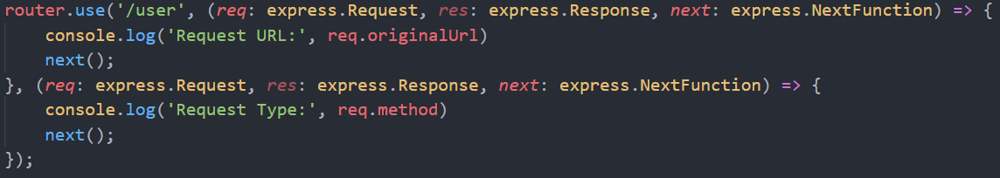 router.use('/user', (req: express.Request, res: express.Response, next: express.NextFunction) => {
    console.log('Request URL:', req.originalUrl)
    next();
}, (req: express.Request, res: express.Response, next: express.NextFunction) => {
    console.log('Request Type:', req.method)
    next();
});